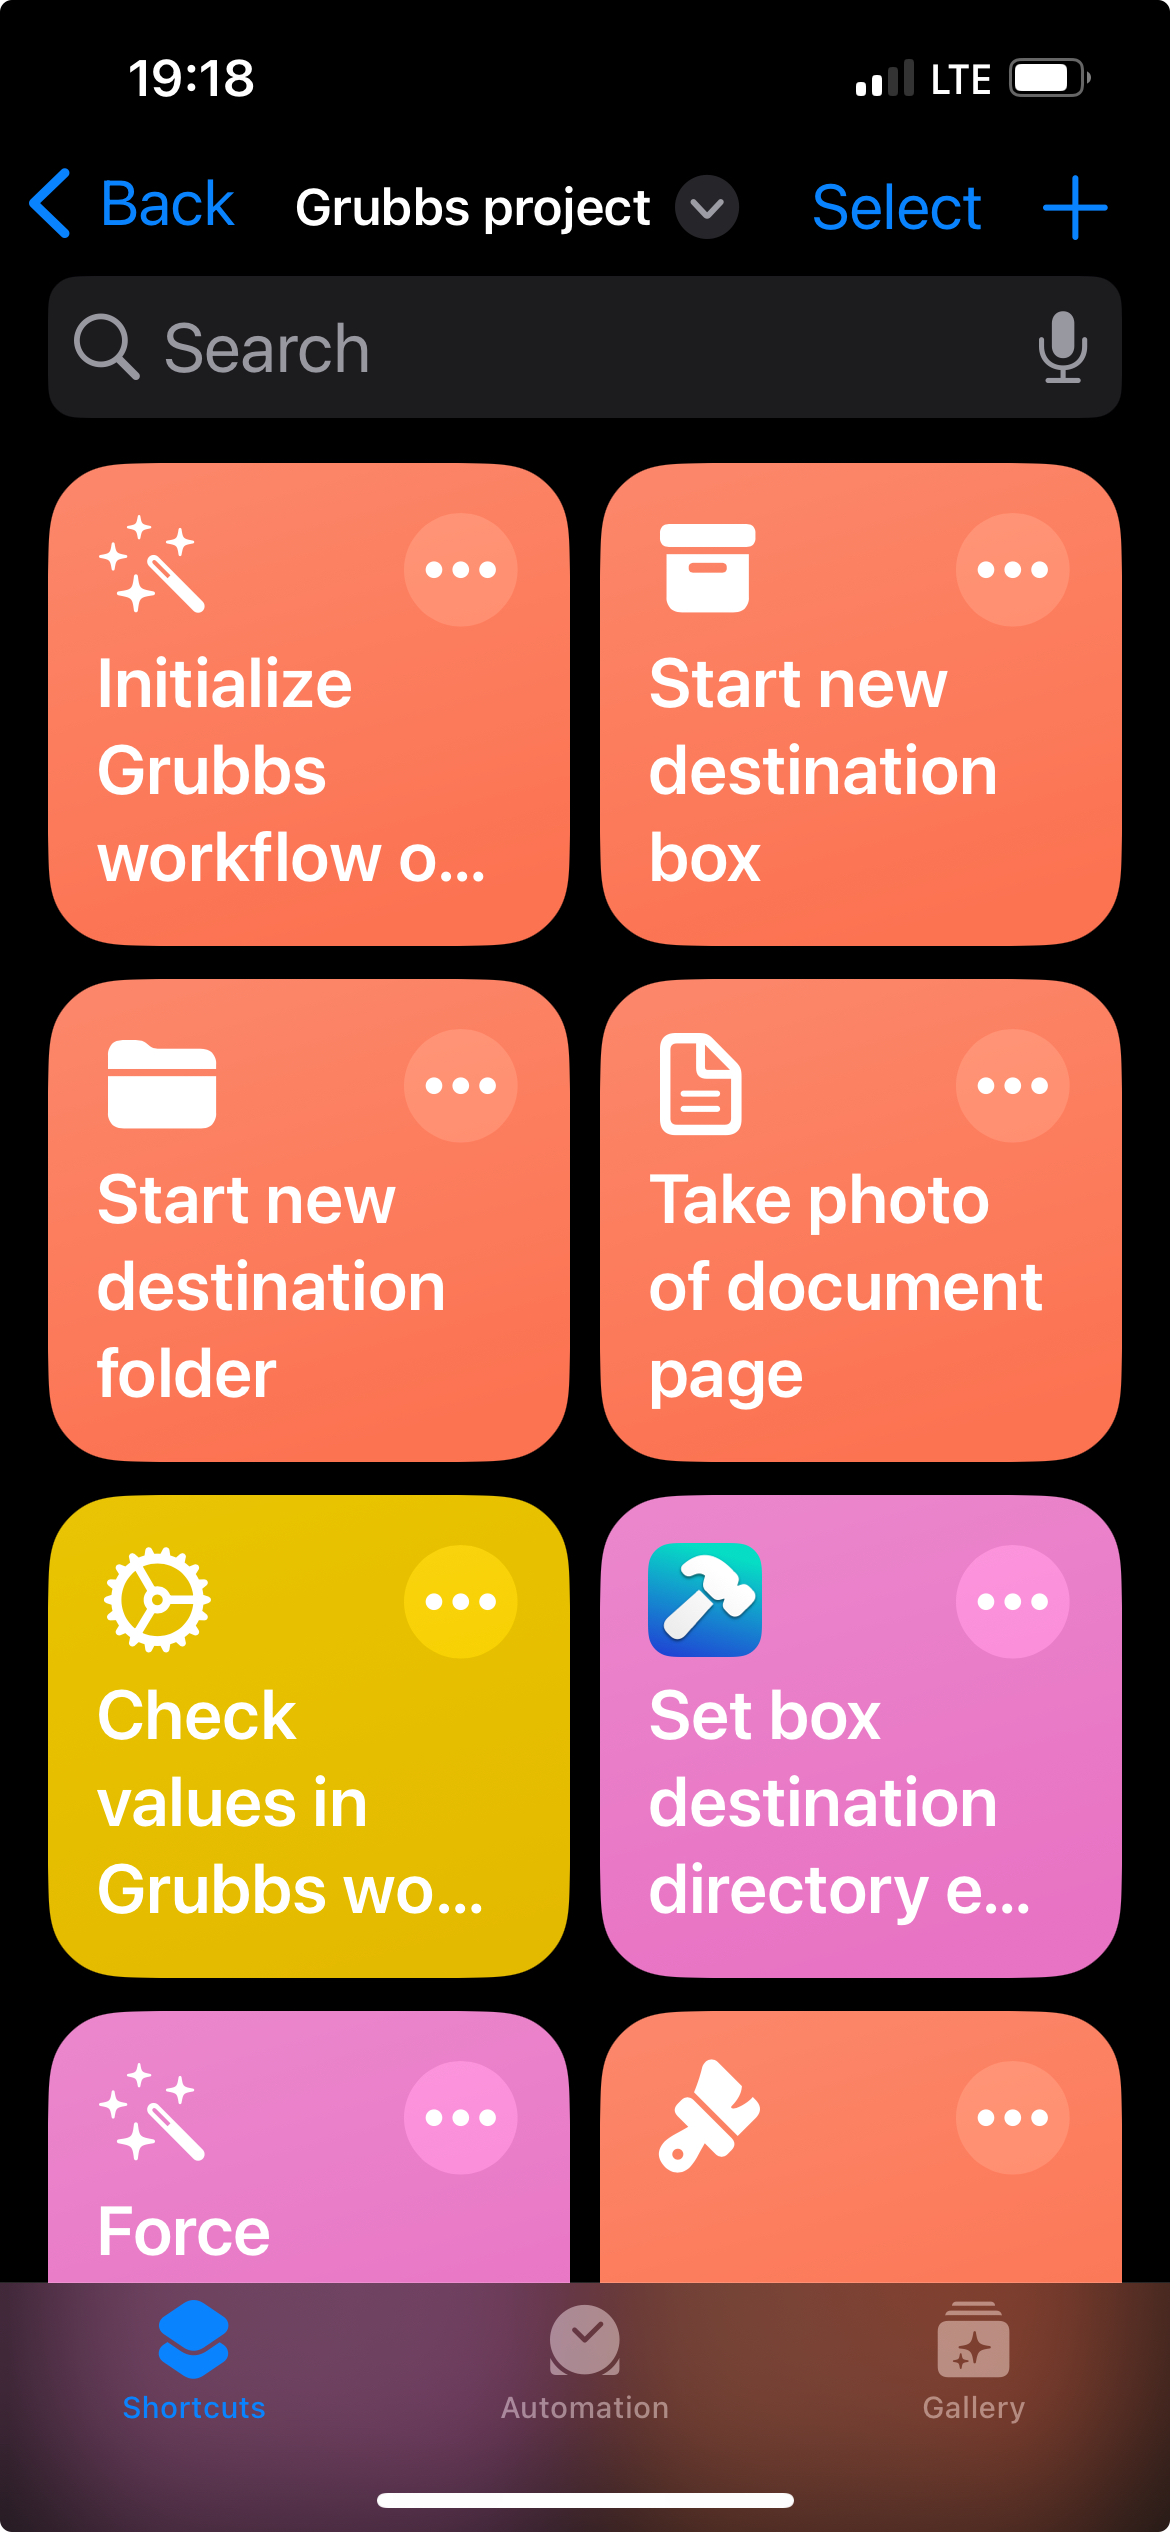 19:18
LTE
Back
Grubbs project
Select
Search
Initialize
Grubbs
workflow o...
Start new
destination
box
Start new
destination
folder
Take photo
of document
page
Check
values in
Grubbs wo...
Set box
destination
directory e...
Force
Shortcuts
Automation
Gallery